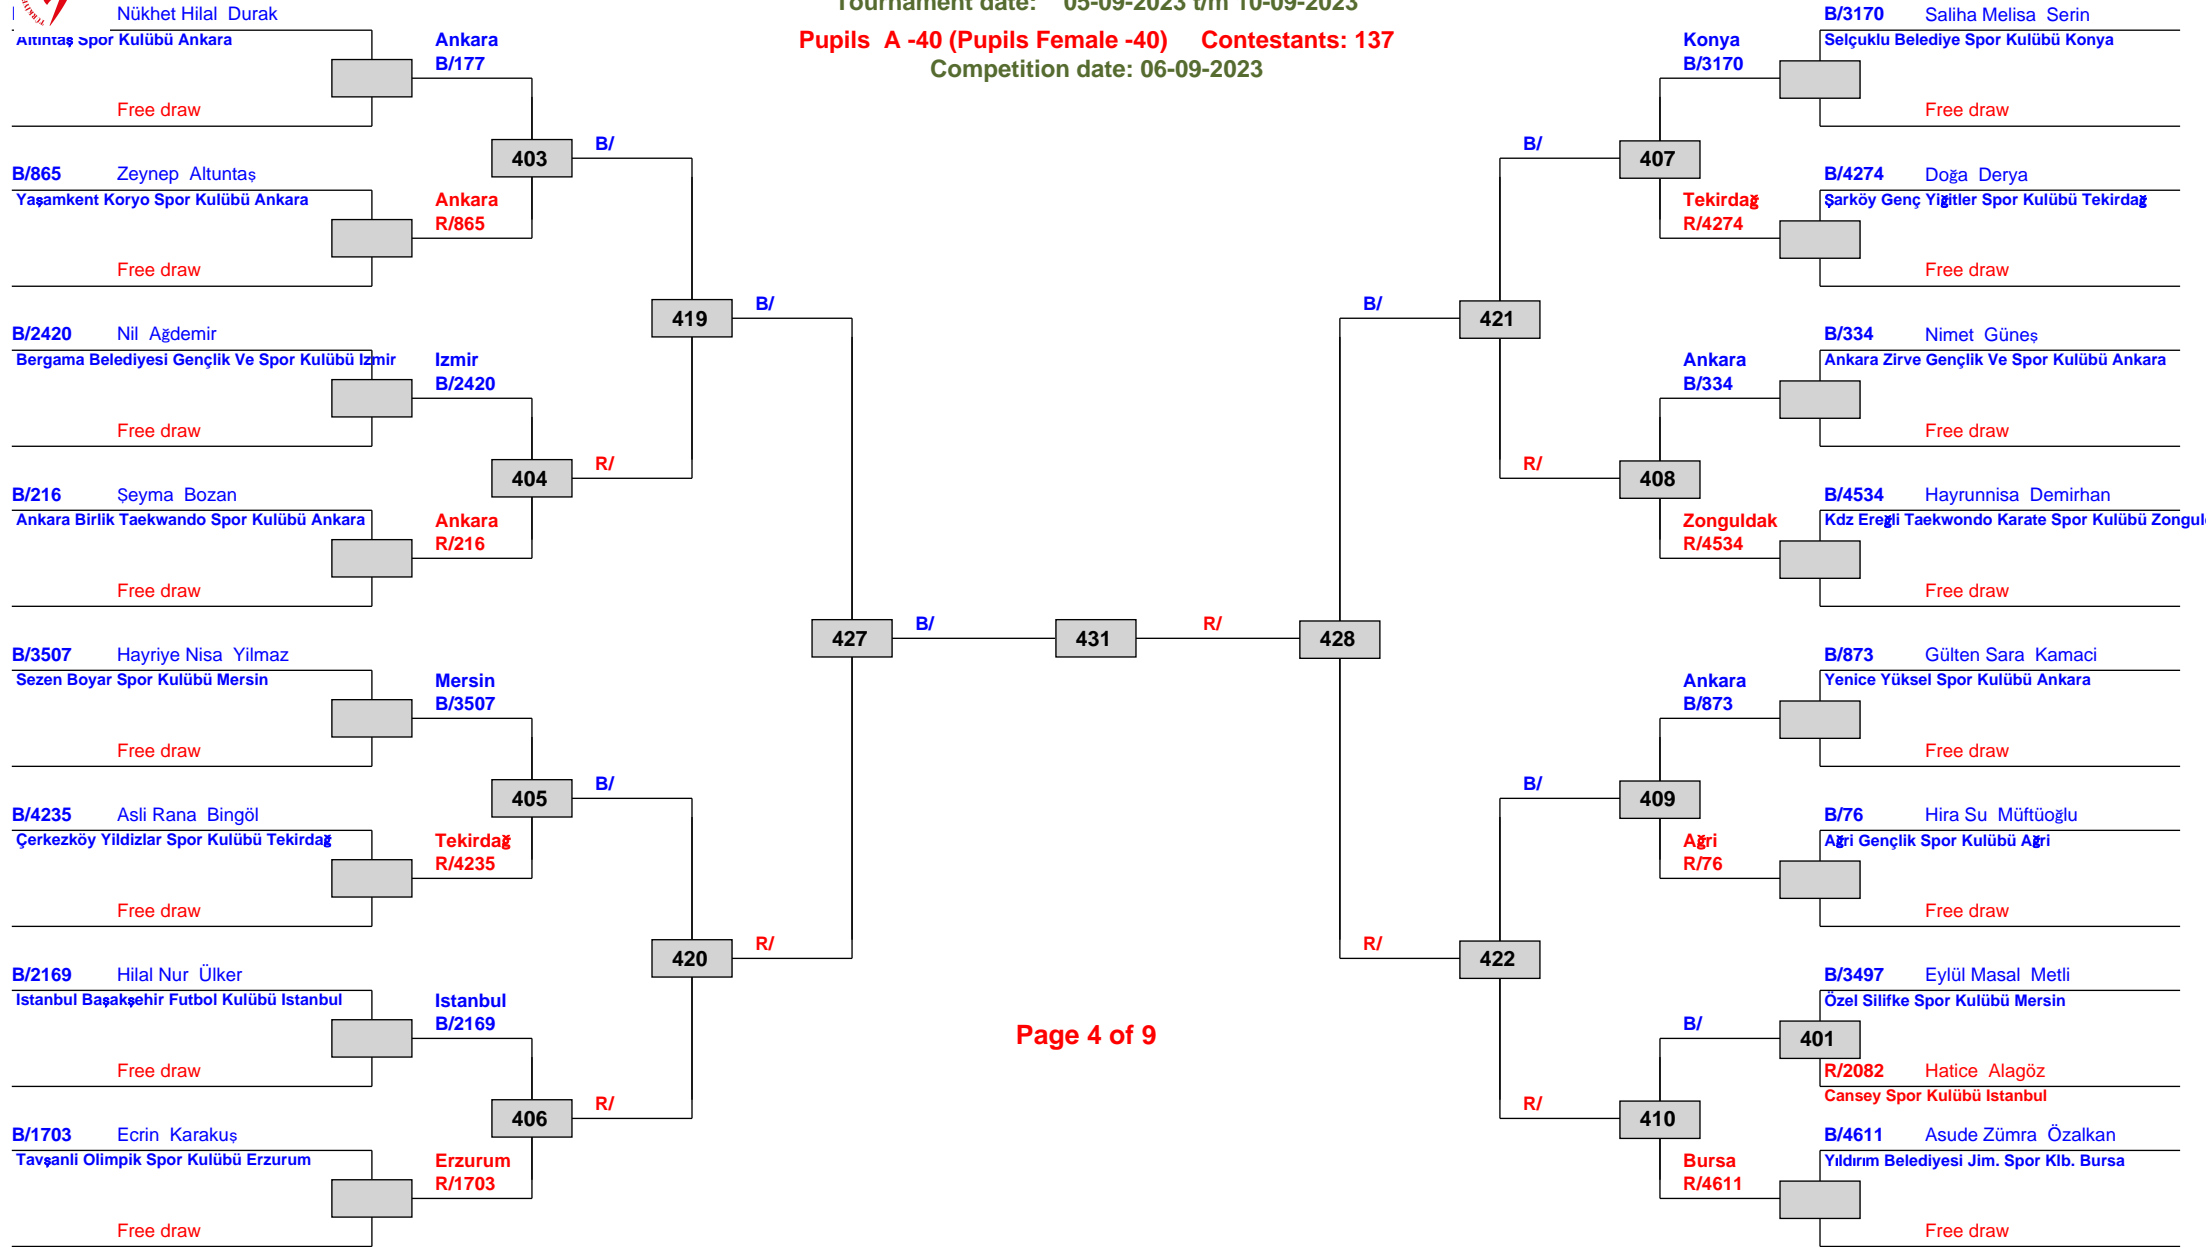 Tournament date: 05-09-2023 t/m 10-09-2023
Pupils A -40 (Pupils Female -40) Contestants: 137
Competition date: 06-09-2023
Nükhet Hilal Durak
Altintaş Spor Kulübü Ankara
Free draw
Ankara
B/177
B/865 Zeynep Altuntaş
Yaşamkent Koryo Spor Kulübü Ankara
Free draw
Ankara
R/865
403
B/
B/2420 Nil Ağdemir
Bergama Belediyesi Gençlik Ve Spor Kulübü Izmir
Free draw
Izmir
B/2420
B/216 Şeyma Bozan
Ankara Birlik Taekwando Spor Kulübü Ankara
Free draw
Ankara
R/216
404
R/
419
B/
B/3507 Hayriye Nisa Yilmaz
Sezen Boyar Spor Kulübü Mersin
Free draw
Mersin
B/3507
B/4235 Asli Rana Bingöl
Çerkezköy Yildizlar Spor Kulübü Tekirdağ
Free draw
Tekirdağ
R/4235
405
B/
B/2169 Hilal Nur Ülker
Istanbul Başakşehir Futbol Kulübü Istanbul
Free draw
Istanbul
B/2169
B/1703 Ecrin Karakuş
Tavşanli Olimpik Spor Kulübü Erzurum
Free draw
Erzurum
R/1703
406
R/
420
R/
427
B/
431
R/
428
Page 4 of 9
B/
421
B/
407
Konya
B/3170
B/3170 Saliha Melisa Serin
Selçuklu Belediye Spor Kulübü Konya
Free draw
Tekirdağ
R/4274
B/4274 Doğa Derya
Şarköy Genç Yiğitler Spor Kulübü Tekirdağ
Free draw
R/
408
Ankara
B/334
B/334 Nimet Güneş
Ankara Zirve Gençlik Ve Spor Kulübü Ankara
Free draw
Zonguldak
R/4534
B/4534 Hayrunnisa Demirhan
Kdz Ereğli Taekwondo Karate Spor Kulübü Zongul
Free draw
R/
422
B/
409
Ankara
B/873
B/873 Gülten Sara Kamaci
Yenice Yüksel Spor Kulübü Ankara
Free draw
Ağri
R/76
B/76 Hira Su Müftüoğlu
Ağri Gençlik Spor Kulübü Ağri
Free draw
R/
410
B/
401
B/3497 Eylül Masal Metli
Özel Silifke Spor Kulübü Mersin
R/2082 Hatice Alagöz
Cansey Spor Kulübü Istanbul
Bursa
R/4611
B/4611 Asude Zümra Özalkan
Yıldırım Belediyesi Jim. Spor Klb. Bursa
Free draw